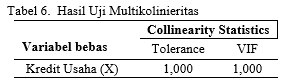 Tabel 6. Hasil Uji Multikolinieritas
Collinearity Statistics
Variabel bebas Tolerance VIF
Kredit Usaha (X) 1,000 1,000